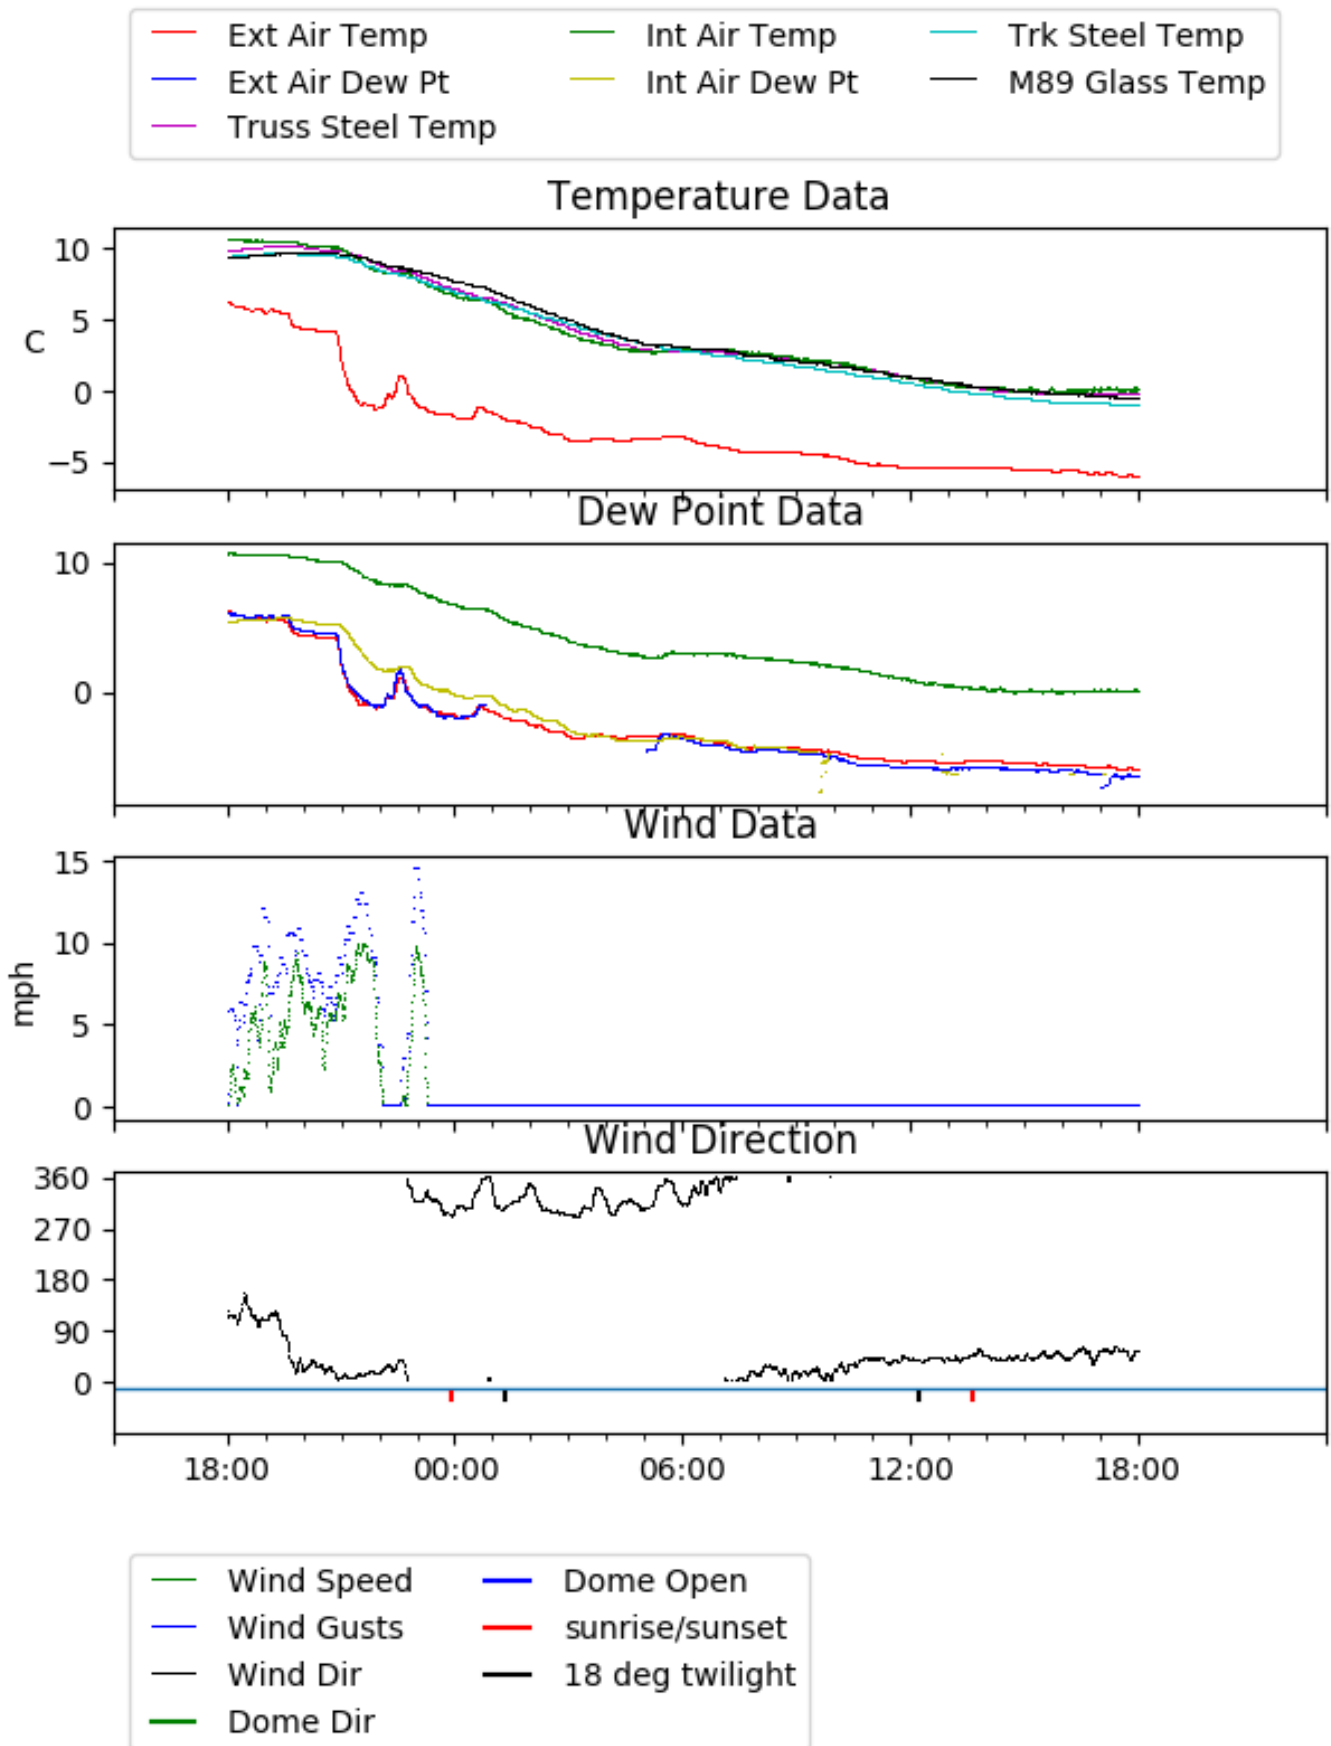 Ext Air Temp Int Air Temp Trk Steel Temp
Ext Air Dew Pt Int Air Dew Pt M89 Glass Temp
Truss Steel Temp
Temperature Data
10
5
C
0
−5
Dew Point Data
10
0
Wind Data
15
10
mph
5
0
Wind Direction
360
270
180
90
0
18:00 00:00 06:00 12:00 18:00
Wind Speed Dome Open
Wind Gusts sunrise/sunset
Wind Dir 18 deg twilight
Dome Dir